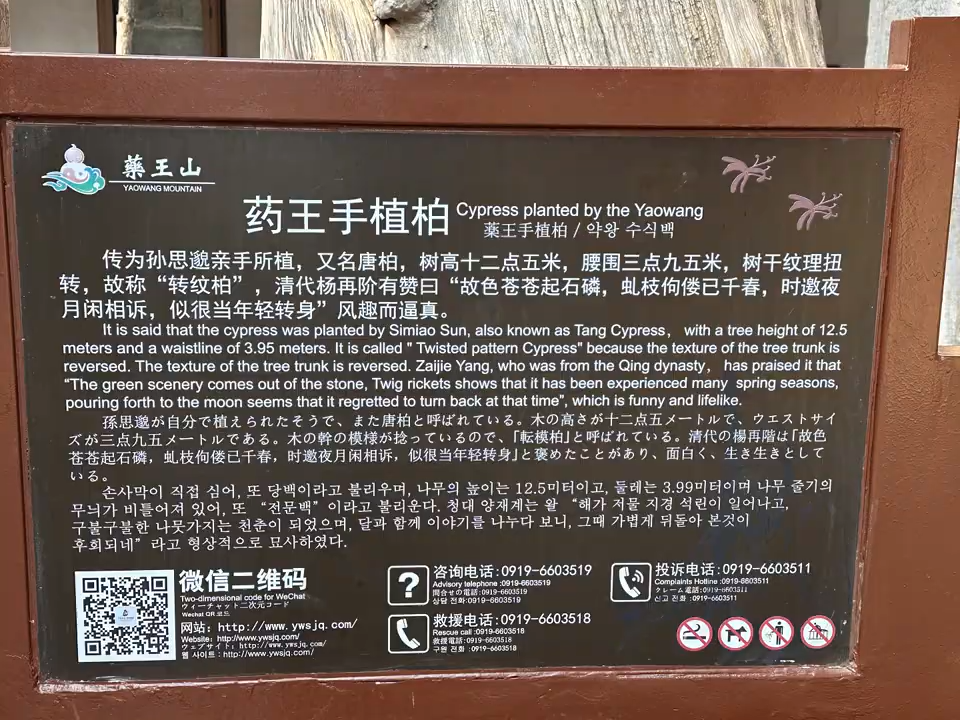 藥王山
YAOWANG MOUNTAIN
药王手植柏 Cypress planted by the Yaowang
薬王手植柏 / 약왕 수식백
传为孙思邈亲手所植，又名唐柏，树高十二点五米，腰围三点九五米，树干纹理扭
转，故称“转纹柏”，清代杨再阶有赞曰“故色苍苍起石磷，虬枝佝偻已千春，时邀夜
月闲相诉，似很当年轻转身”风趣而逼真。
It is said that the cypress was planted by Simiao Sun, also known as Tang Cypress， with a tree height of 12.5
meters and a waistline of 3.95 meters. It is called " Twisted pattern Cypress" because the texture of the tree trunk is
reversed. The texture of the tree trunk is reversed. Zaijie Yang, who was from the Qing dynasty， has praised it that
“The green scenery comes out of the stone, Twig rickets shows that it has been experienced many spring seasons,
pouring forth to the moon seems that it regretted to turn back at that time”, which is funny and lifelike.
孫思邈が自分で植えられたそうで、また唐柏と呼ばれている。木の高さが十二点五メートルで、ウエストサイ
ズが三点九五メートルである。木の幹の模様が捻っているので、「転模柏」と呼ばれている。清代の楊再階は「故色
苍苍起石磷，虬枝佝偻已千春，时邀夜月闲相诉，似很当年轻转身」と褒めたことがあり、面白く、生き生きとして
いる。
손사막이 직접 심어, 또 당백이라고 불리우며, 나무의 높이는 12.5미터이고, 둘레는 3.99미터이며 나무 줄기의
무늬가 비틀어져 있어, 또 “전문백”이라고 불리운다. 청대 양재계는 왈 “해가 저물 지경 석린이 일어나고,
구불구불한 나뭇가지는 천춘이 되었으며, 달과 함께 이야기를 나누다 보니, 그때 가볍게 뒤돌아 본것이
후회되네” 라고 형상적으로 묘사하였다.
微信二维码
Two-dimensional code for WeChat
ウィーチャット二次元コード
Wechat QR 코드
网站：http://www.ywsjq.com/
Website：http://www.ywsjq.com/
ウェブサイト：http://www.ywsjq.com/
웹 사이트：http://www.ywsjq.com/
咨询电话:0919-6603519
Advisory telephone :0919-6603519
問合せの電話:0919-6603519
상담 전화:0919-6603519
救援电话:0919-6603518
Rescue call :0919-6603518
救援電話:0919-6603518
구원 전화 :0919-6603518
投诉电话:0919-6603511
Complaints Hotline :0919-6603511
クレーム電話:0919-6603511
신고 전화 :0919-6603511